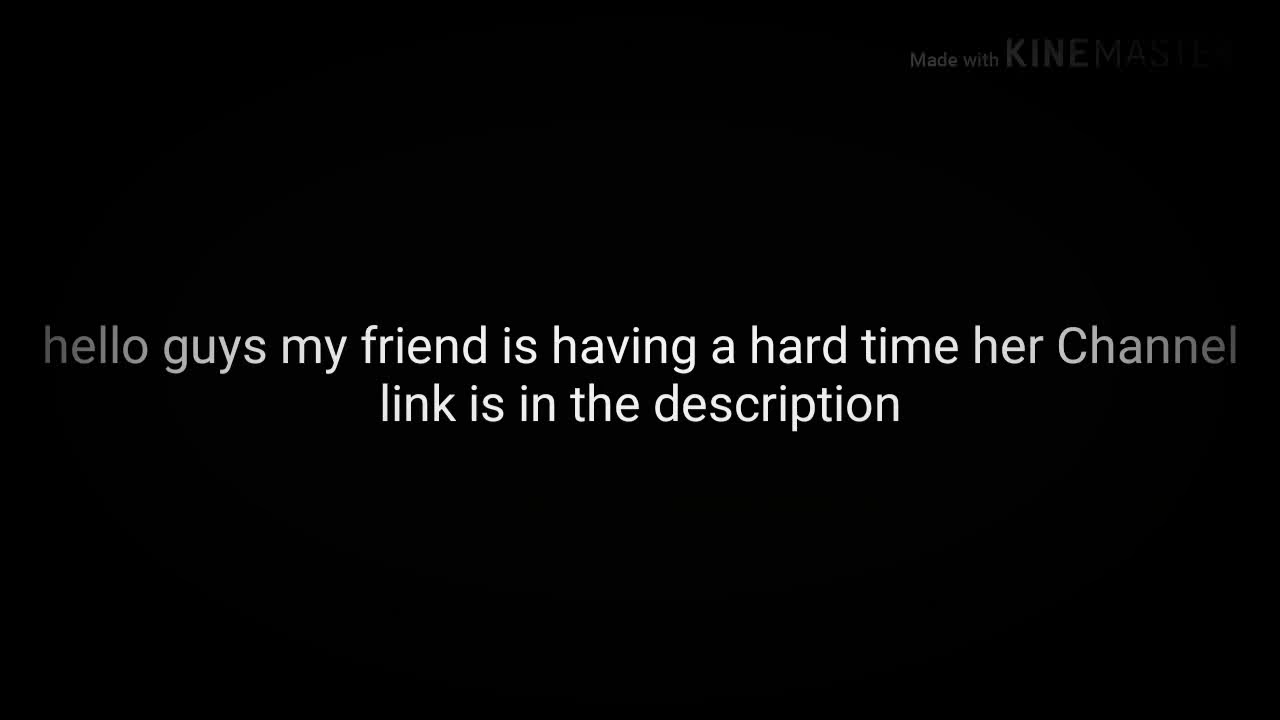 Made with KINEMASTER
hello guys my friend is having a hard time her Channel
link is in the description